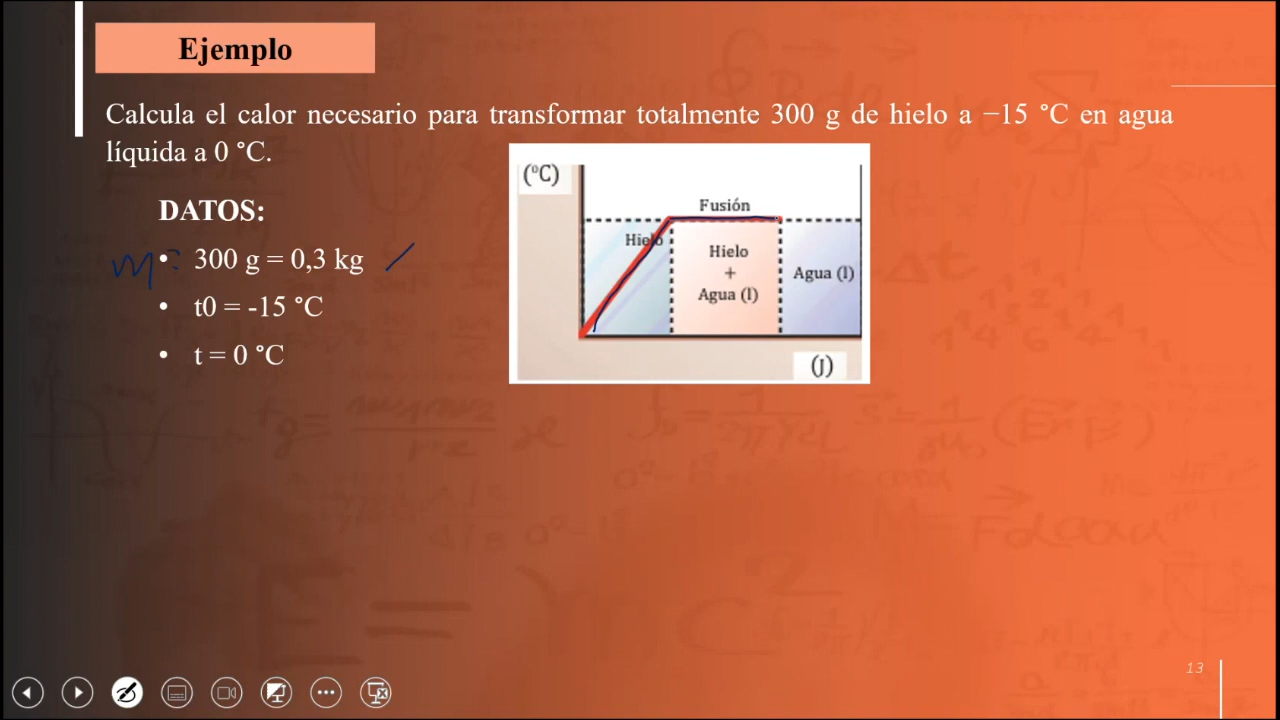 Ejemplo
Calcula el calor necesario para transformar totalmente 300 g de hielo a −15 °C en agua
líquida a 0 °C.
DATOS:
m:
• 300 g = 0,3 kg
• t0 = -15 °C
• t = 0 °C
(°C)
Fusión
Hielo
Hielo
+
Agua (l)
Agua (l)
(J)
13